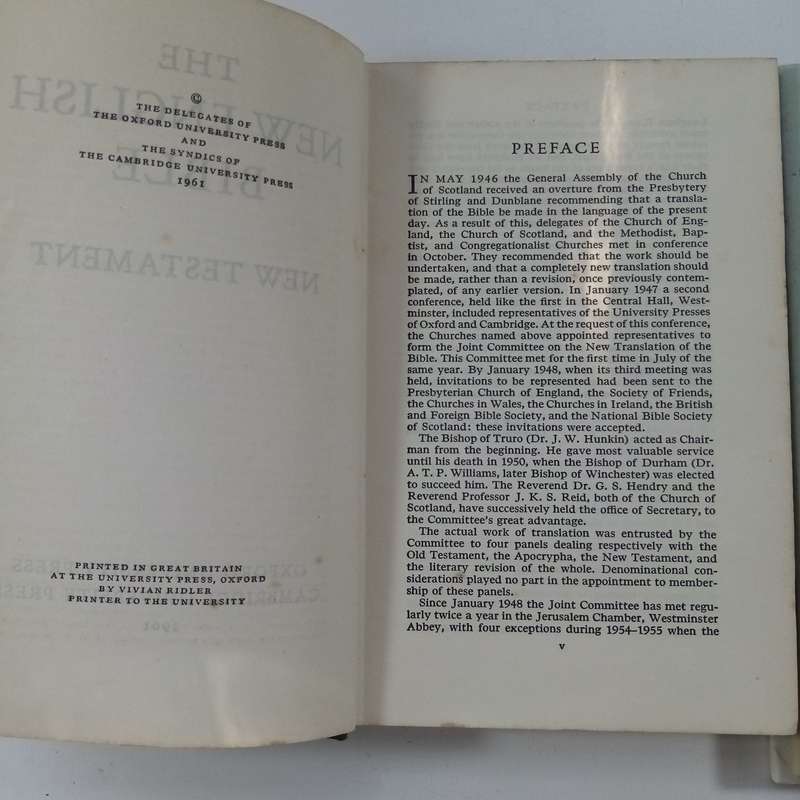 ©
THE DELEGATES OF
THE OXFORD UNIVERSITY PRESS
AND
THE SYNDICS OF
THE CAMBRIDGE UNIVERSITY PRESS
1961
PRINTED IN GREAT BRITAIN
AT THE UNIVERSITY PRESS, OXFORD
BY VIVIAN RIDLER
PRINTER TO THE UNIVERSITY
PREFACE
IN MAY 1946 the General Assembly of the Church
of Scotland received an overture from the Presbytery
of Stirling and Dunblane recommending that a transla-
tion of the Bible be made in the language of the present
day. As a result of this, delegates of the Church of Eng-
land, the Church of Scotland, and the Methodist, Bap-
tist, and Congregationalist Churches met in conference
in October. They recommended that the work should be
undertaken, and that a completely new translation should
be made, rather than a revision, once previously contem-
plated, of any earlier version. In January 1947 a second
conference, held like the first in the Central Hall, West-
minster, included representatives of the University Presses
of Oxford and Cambridge. At the request of this conference,
the Churches named above appointed representatives to
form the Joint Committee on the New Translation of the
Bible. This Committee met for the first time in July of the
same year. By January 1948, when its third meeting was
held, invitations to be represented had been sent to the
Presbyterian Church of England, the Society of Friends,
the Churches in Wales, the Churches in Ireland, the British
and Foreign Bible Society, and the National Bible Society
of Scotland: these invitations were accepted.
The Bishop of Truro (Dr. J. W. Hunkin) acted as Chair-
man from the beginning. He gave most valuable service
until his death in 1950, when the Bishop of Durham (Dr.
A. T. P. Williams, later Bishop of Winchester) was elected
to succeed him. The Reverend Dr. G. S. Hendry and the
Reverend Professor J. K. S. Reid, both of the Church of
Scotland, have successively held the office of Secretary, to
the Committee's great advantage.
The actual work of translation was entrusted by the
Committee to four panels dealing respectively with the
Old Testament, the Apocrypha, the New Testament, and
the literary revision of the whole. Denominational con-
siderations played no part in the appointment to member-
ship of these panels.
Since January 1948 the Joint Committee has met regu-
larly twice a year in the Jerusalem Chamber, Westminster
Abbey, with four exceptions during 1954–1955 when the
v